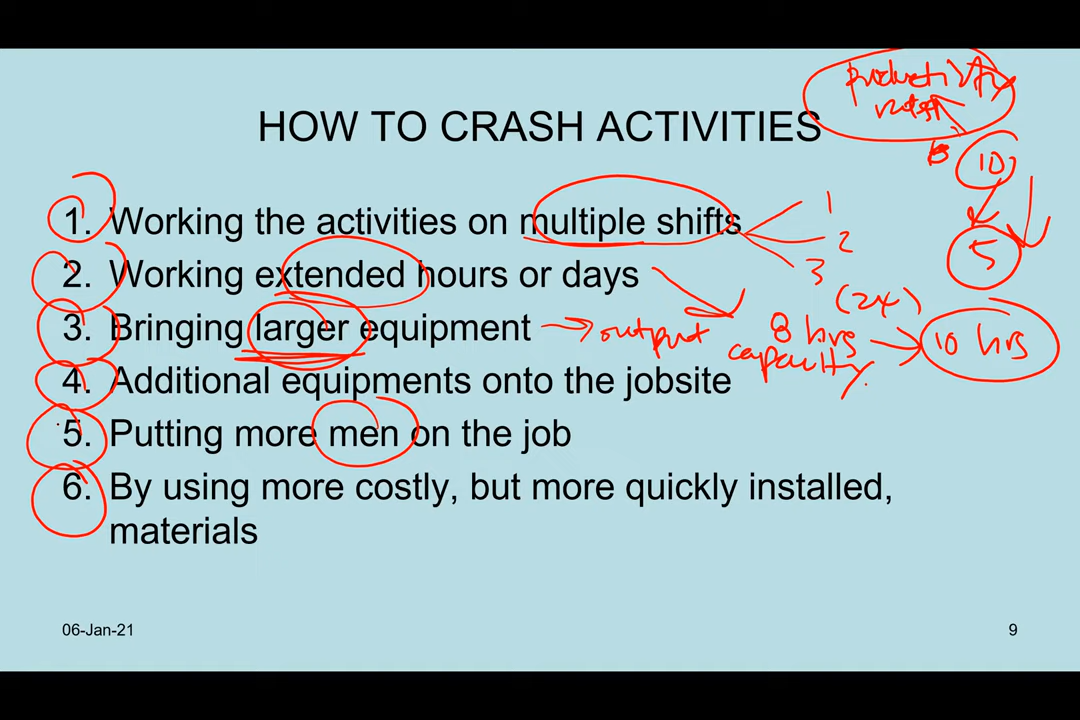 productivity
10
HOW TO CRASH ACTIVITIES
1. Working the activities on multiple shifts
1
2
3
5
2. Working extended hours or days
(2x)
8 hrs
10 hrs
3. Bringing larger equipment
output
capacity
4. Additional equipments onto the jobsite
5. Putting more men on the job
6. By using more costly, but more quickly installed,
materials
06-Jan-21
9